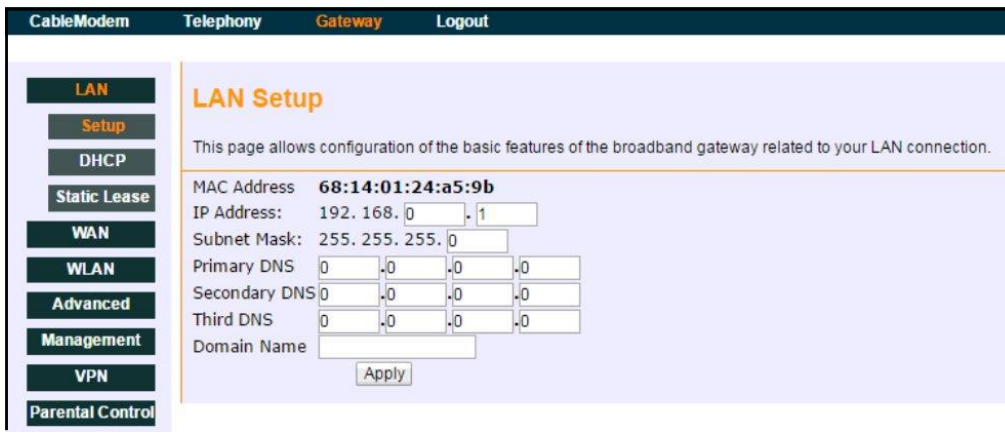 CableModem Telephony Gateway Logout
LAN
Setup
DHCP
Static Lease
WAN
WLAN
Advanced
Management
VPN
Parental Control
LAN Setup
This page allows configuration of the basic features of the broadband gateway related to your LAN connection.
MAC Address 68:14:01:24:a5:9b
IP Address: 192. 168. 0 . 1
Subnet Mask: 255. 255. 255. 0
Primary DNS 0 .0 .0 .0
Secondary DNS 0 .0 .0 .0
Third DNS 0 .0 .0 .0
Domain Name
Apply